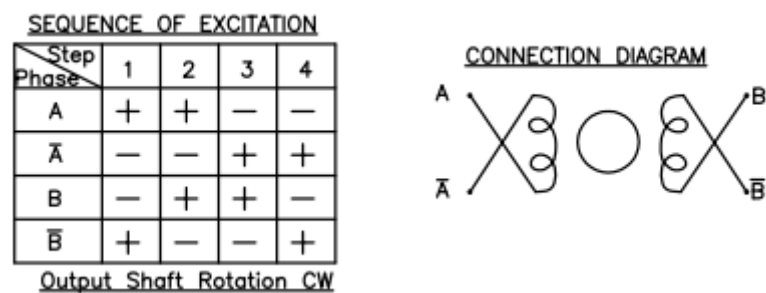 SEQUENCE OF EXCITATION
Step
Phase 1 2 3 4
A + + − −
A̅ − − + +
B − + + −
B̅ + − − +
Output Shaft Rotation CW
CONNECTION DIAGRAM
A B
A̅ B̅